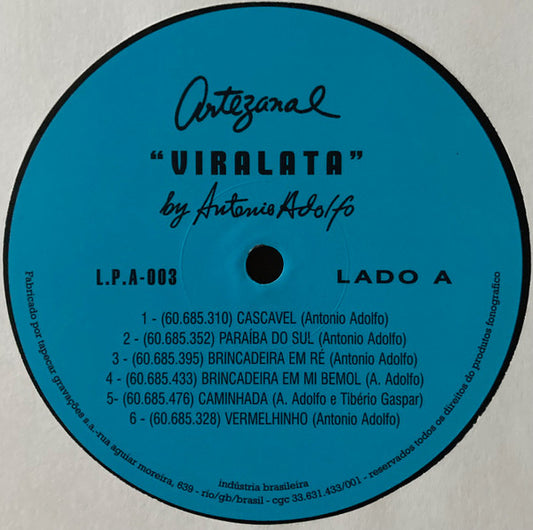 Artezanal
"VIRALATA"
by Antonio Adolfo
L.P.A-003
LADO A
1 - (60.685.310) CASCAVEL (Antonio Adolfo)
2 - (60.685.352) PARAÍBA DO SUL (Antonio Adolfo)
3 - (60.685.395) BRINCADEIRA EM RÉ (Antonio Adolfo)
4 - (60.685.433) BRINCADEIRA EM MI BEMOL (A. Adolfo)
5- (60.685.476) CAMINHADA (A. Adolfo e Tibério Gaspar)
6 - (60.685.328) VERMELHINHO (Antonio Adolfo)
indústria brasileira
Fabricado por tapecar gravações s.a.-rua aguiar moreira, 639 - rio/gb/brasil - cgc 33.631.433/001 - reservados todos os direitos do produtos fonografico